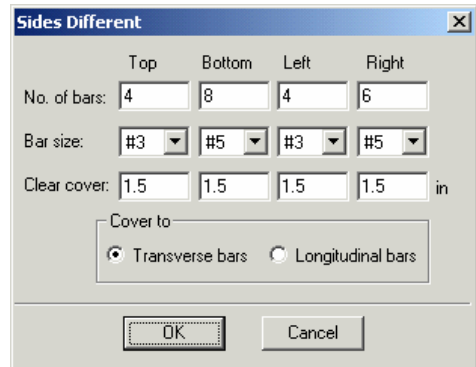 Sides Different
Top Bottom Left Right
No. of bars: 4 8 4 6
Bar size: #3 #5 #3 #5
Clear cover: 1.5 1.5 1.5 1.5 in
Cover to
Transverse bars Longitudinal bars
OK Cancel